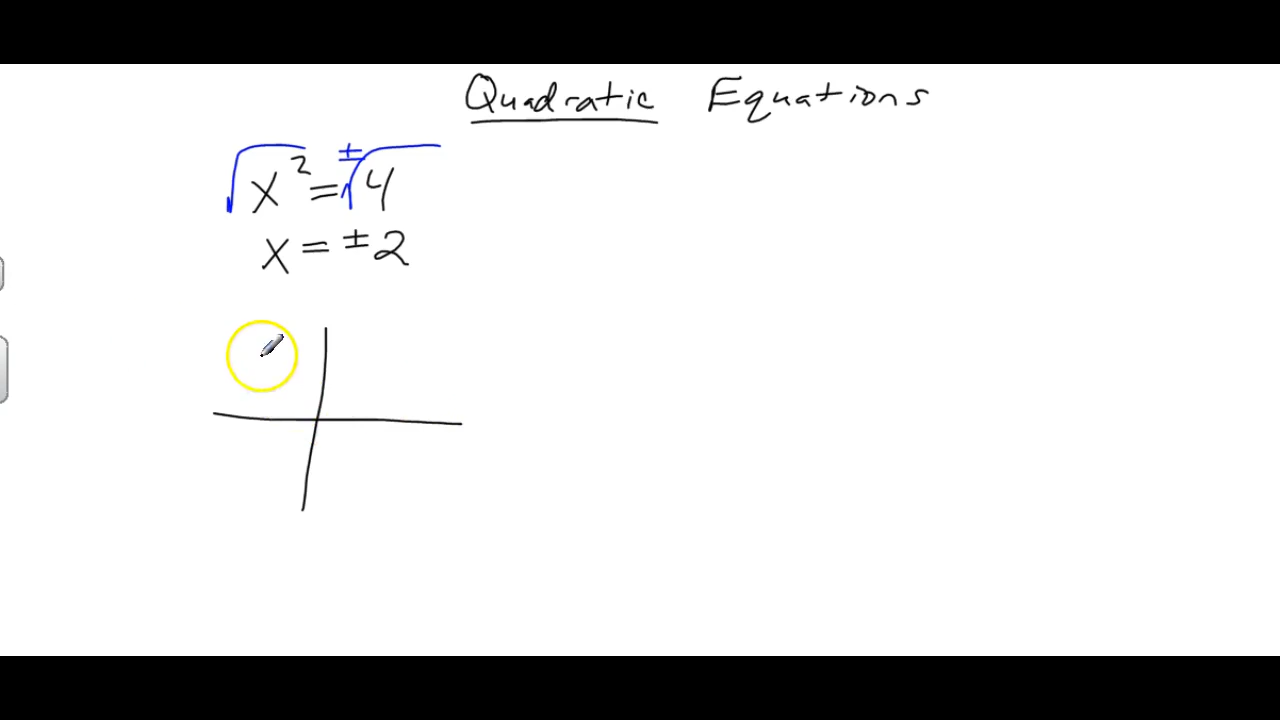 Quadratic Equations
√x² = ±√4
x = ±2